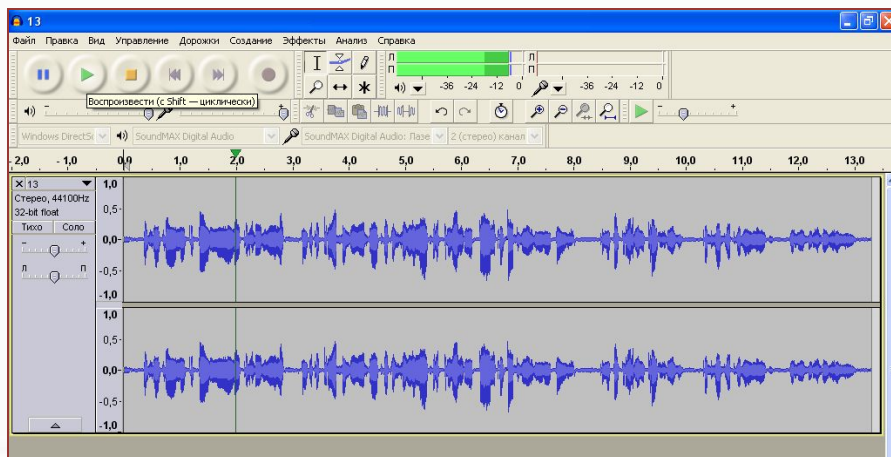 13
Файл Правка Вид Управление Дорожки Создание Эффекты Анализ Справка
Л
П
-36 -24 -12 0
Л
П
-36 -24 -12 0
Воспроизвести (с Shift — циклически)
Windows DirectSo SoundMAX Digital Audio SoundMAX Digital Audio: Лазе 2 (стерео) канал
- 2,0 - 1,0 0,0 1,0 2,0 3,0 4,0 5,0 6,0 7,0 8,0 9,0 10,0 11,0 12,0 13,0
13
Стерео, 44100Hz
32-bit float
Тихо Соло
- +
Л П
1,0
0,5-
0,0-
-0,5-
-1,0
1,0
0,5-
0,0-
-0,5-
-1,0